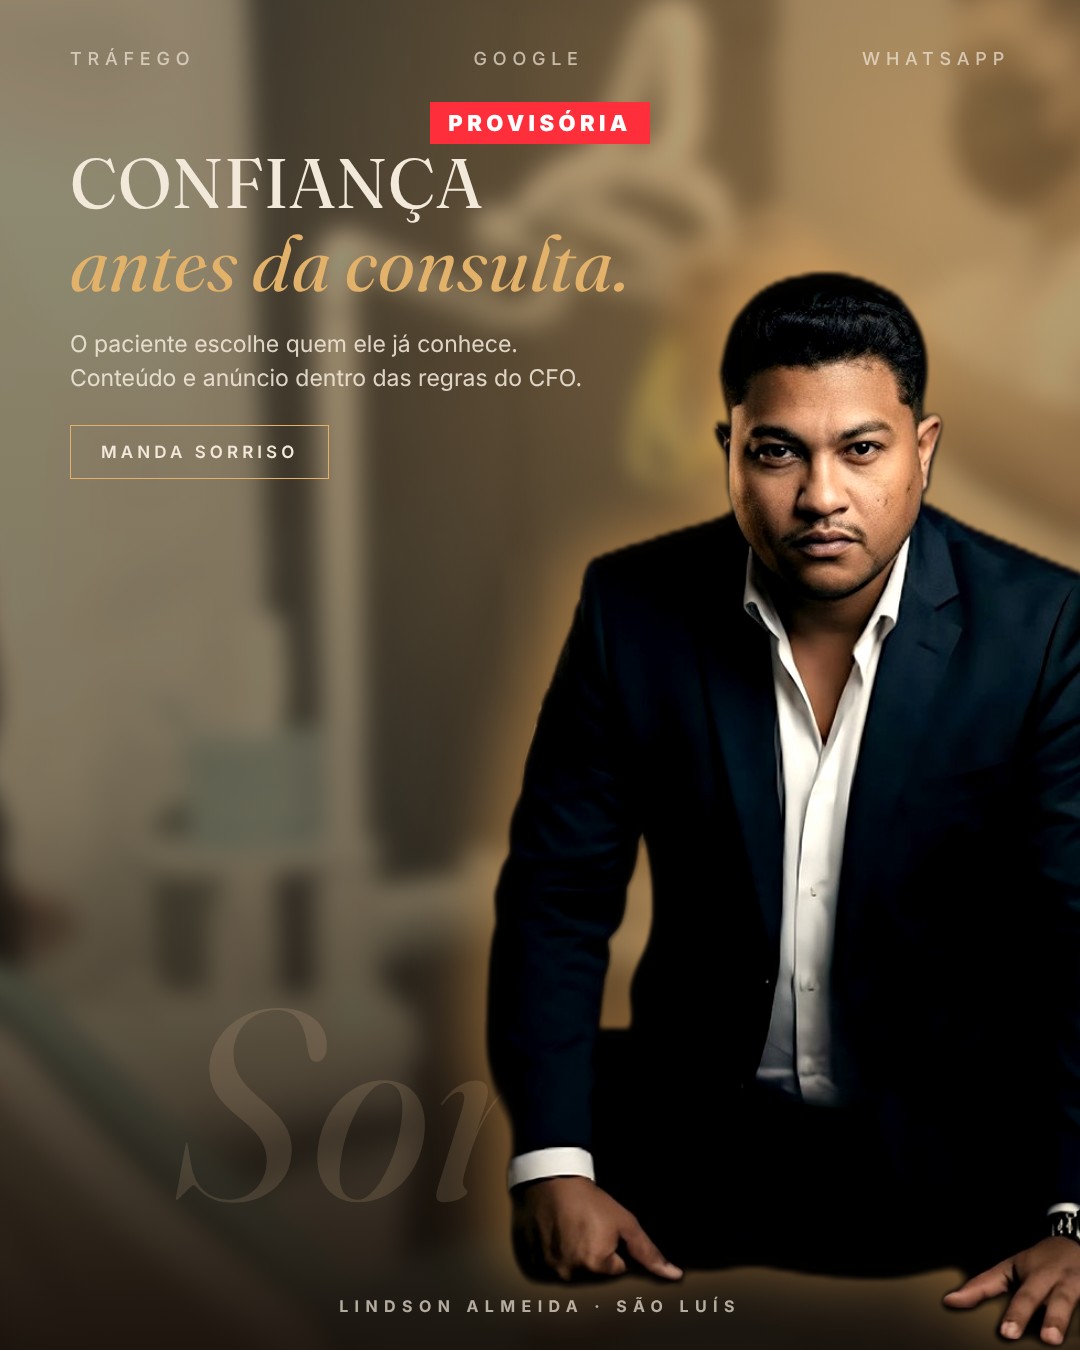 TRÁFEGO GOOGLE WHATSAPP
PROVISÓRIA
CONFIANÇA
antes da consulta.
O paciente escolhe quem ele já conhece.
Conteúdo e anúncio dentro das regras do CFO.
MANDA SORRISO
Sor
LINDSON ALMEIDA · SÃO LUÍS